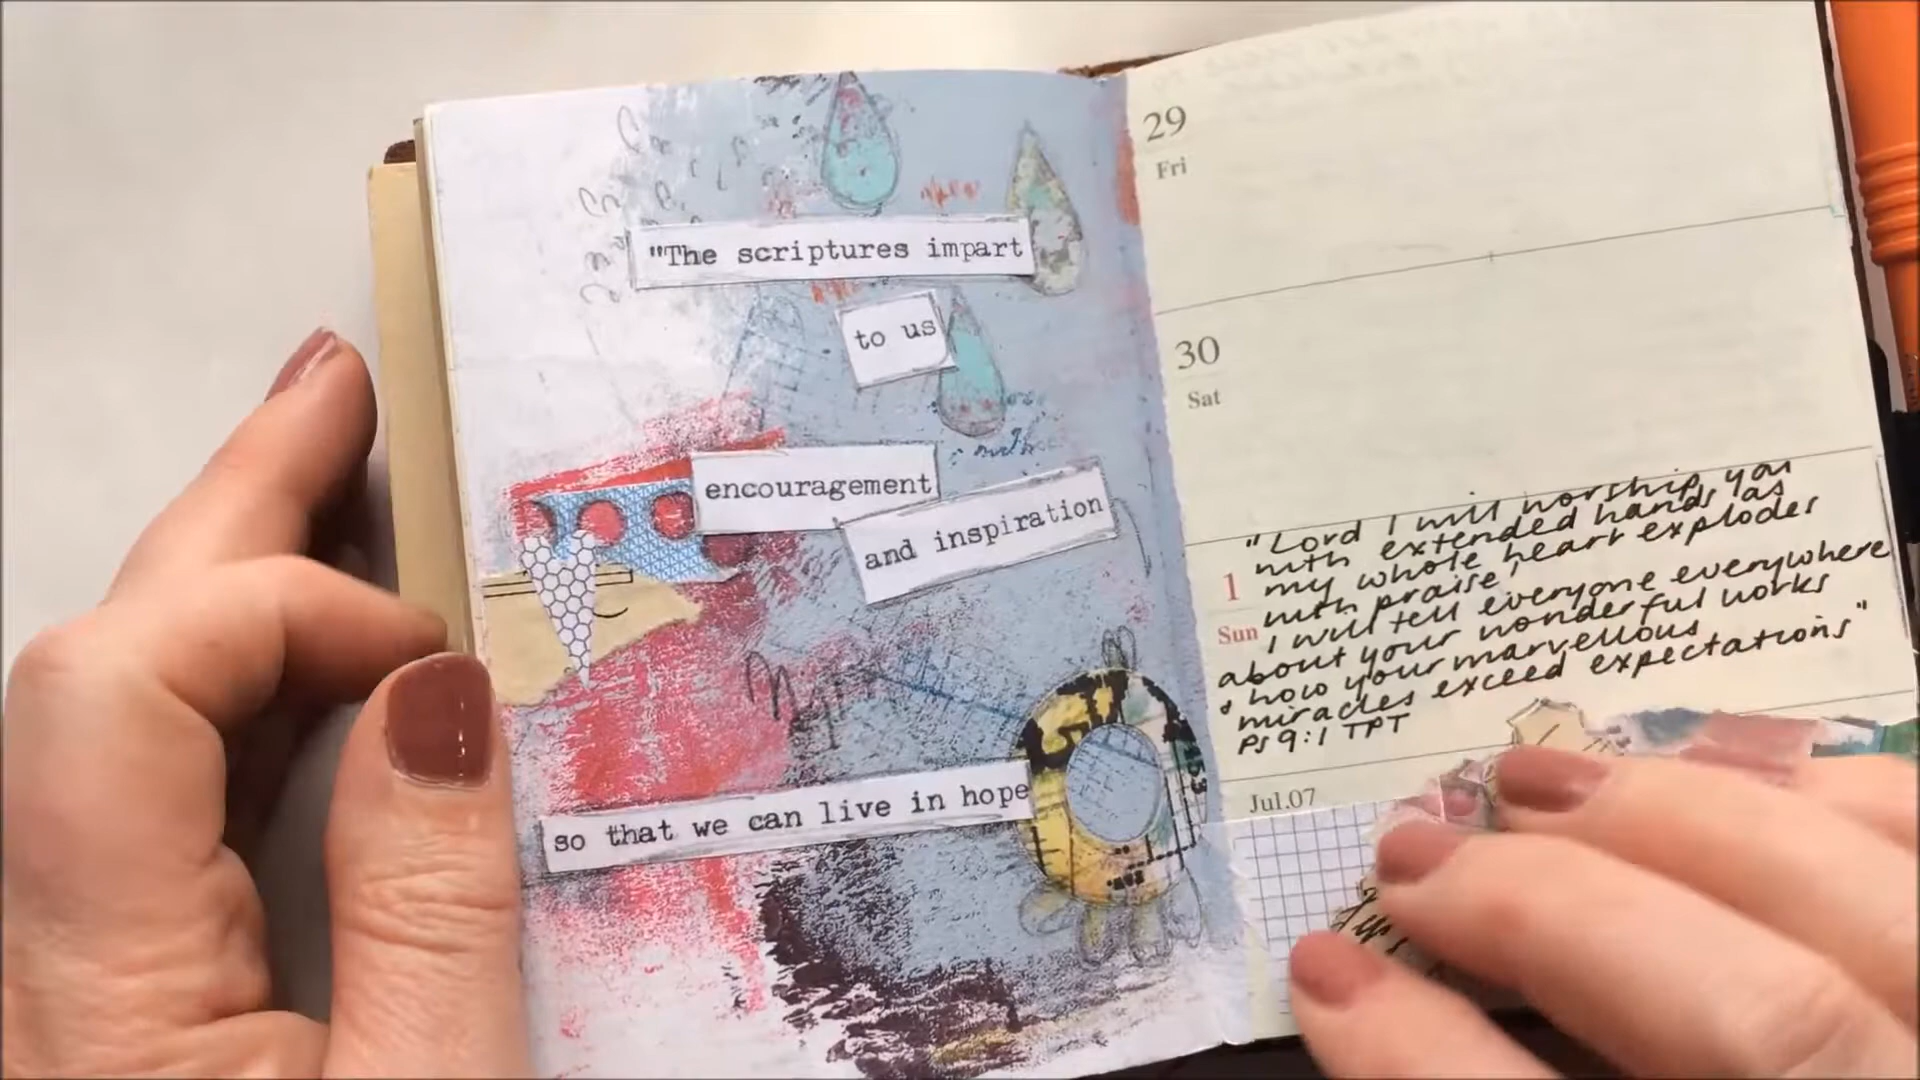 "The scriptures impart
to us
encouragement
and inspiration
so that we can live in hope
29
Fri
30
Sat
1
Sun
"Lord I will worship you
with extended hands as
my whole heart explodes
with praise,
I will tell everyone everywhere
about your wonderful works
& how your marvellous
miracles exceed expectations"
Ps 9:1 TPT
Jul.07